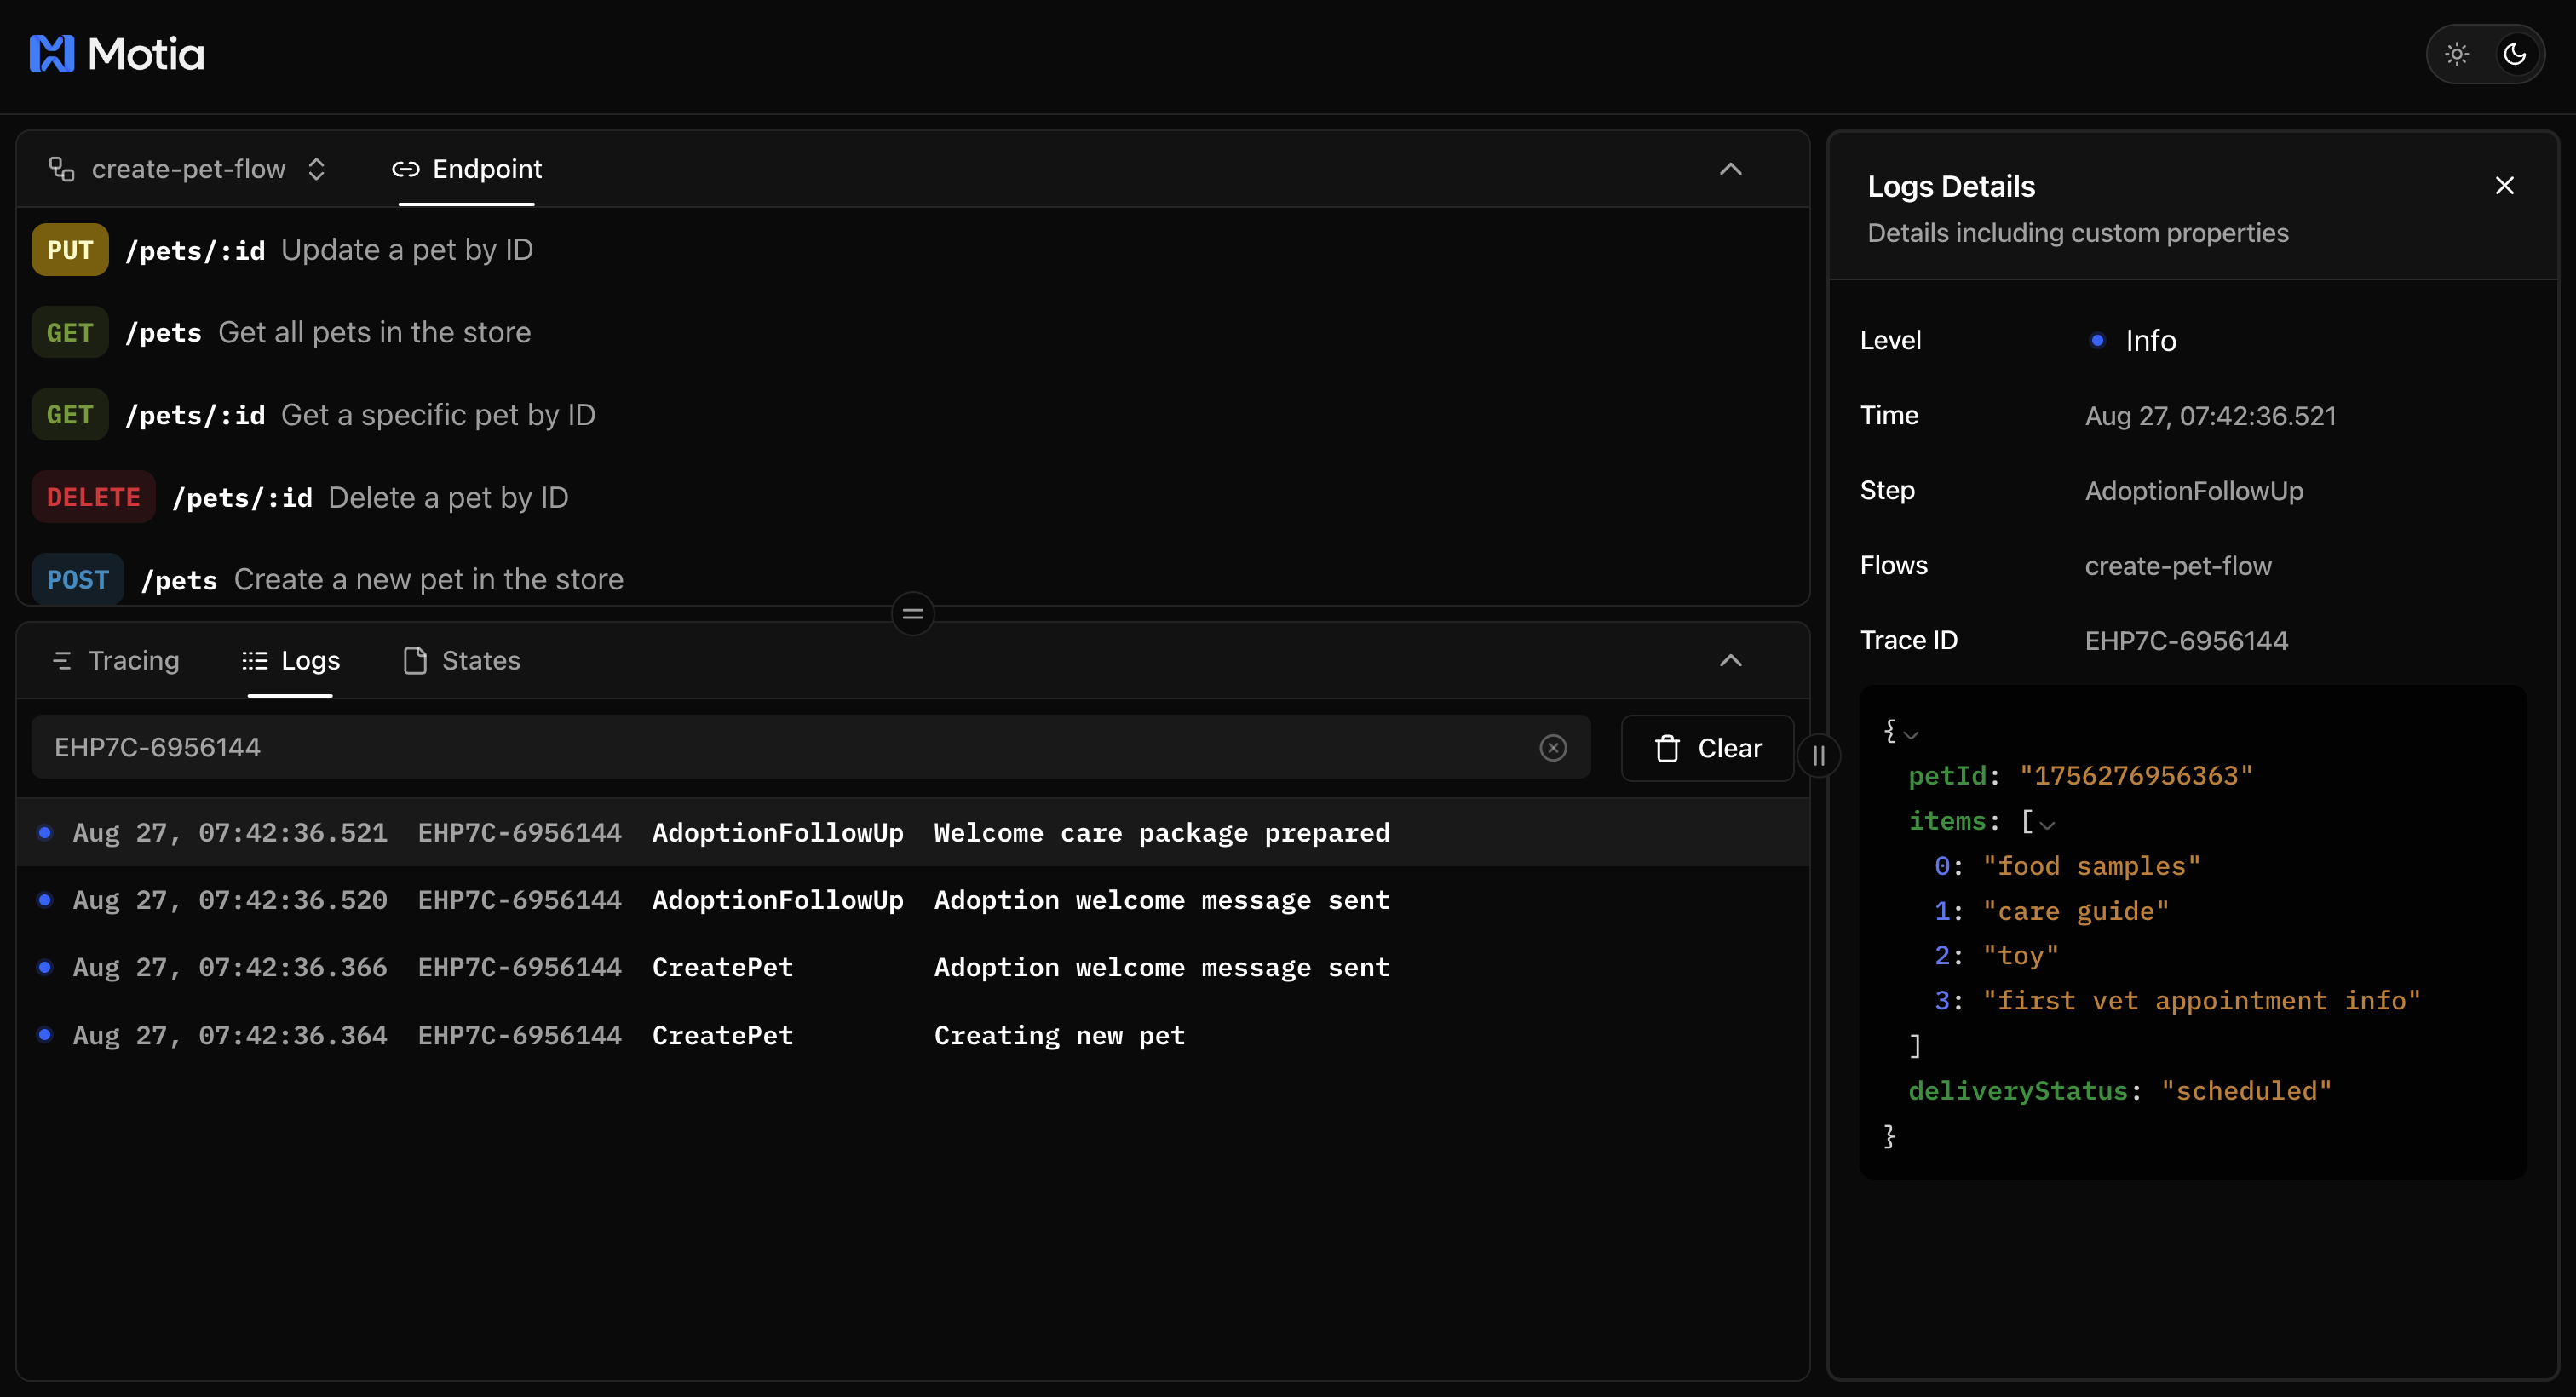 Motia
create-pet-flow Endpoint
PUT /pets/:id Update a pet by ID
GET /pets Get all pets in the store
GET /pets/:id Get a specific pet by ID
DELETE /pets/:id Delete a pet by ID
POST /pets Create a new pet in the store
Tracing Logs States
EHP7C-6956144 Clear
Aug 27, 07:42:36.521 EHP7C-6956144 AdoptionFollowUp Welcome care package prepared
Aug 27, 07:42:36.520 EHP7C-6956144 AdoptionFollowUp Adoption welcome message sent
Aug 27, 07:42:36.366 EHP7C-6956144 CreatePet Adoption welcome message sent
Aug 27, 07:42:36.364 EHP7C-6956144 CreatePet Creating new pet
Logs Details
Details including custom properties
Level Info
Time Aug 27, 07:42:36.521
Step AdoptionFollowUp
Flows create-pet-flow
Trace ID EHP7C-6956144
{
petId: "1756276956363"
items: [
0: "food samples"
1: "care guide"
2: "toy"
3: "first vet appointment info"
]
deliveryStatus: "scheduled"
}